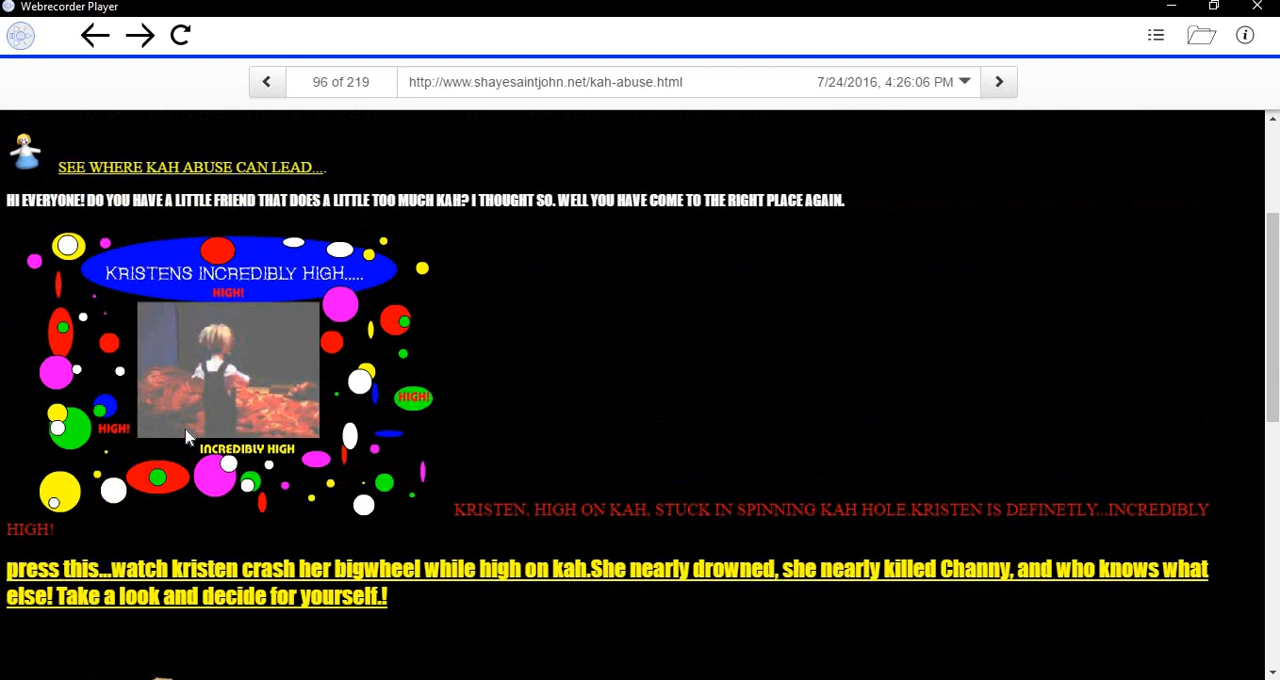 Webrecorder Player
96 of 219 http://www.shayesaintjohn.net/kah-abuse.html 7/24/2016, 4:26:06 PM
SEE WHERE KAH ABUSE CAN LEAD....
HI EVERYONE! DO YOU HAVE A LITTLE FRIEND THAT DOES A LITTLE TOO MUCH KAH? I THOUGHT SO. WELL YOU HAVE COME TO THE RIGHT PLACE AGAIN.
KRISTENS INCREDIBLY HIGH.....
HIGH!
HIGH!
HIGH!
INCREDIBLY HIGH
KRISTEN, HIGH ON KAH, STUCK IN SPINNING KAH HOLE.KRISTEN IS DEFINETLY...INCREDIBLY
HIGH!
press this...watch kristen crash her bigwheel while high on kah.She nearly drowned, she nearly killed Channy, and who knows what
else! Take a look and decide for yourself.!